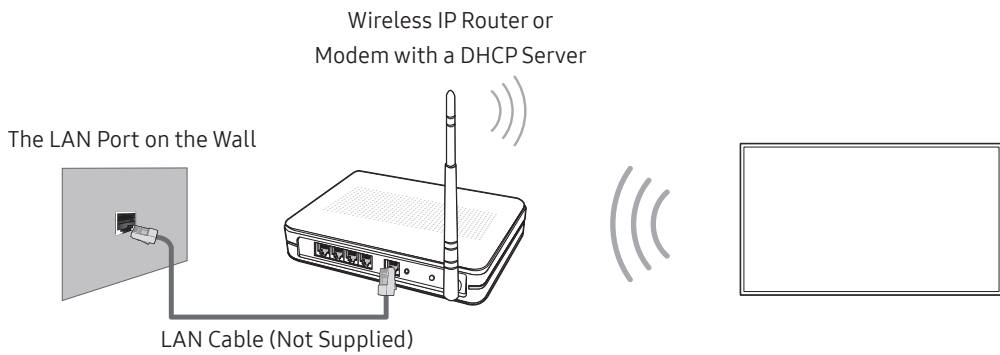 Wireless IP Router or
Modem with a DHCP Server
The LAN Port on the Wall
LAN Cable (Not Supplied)